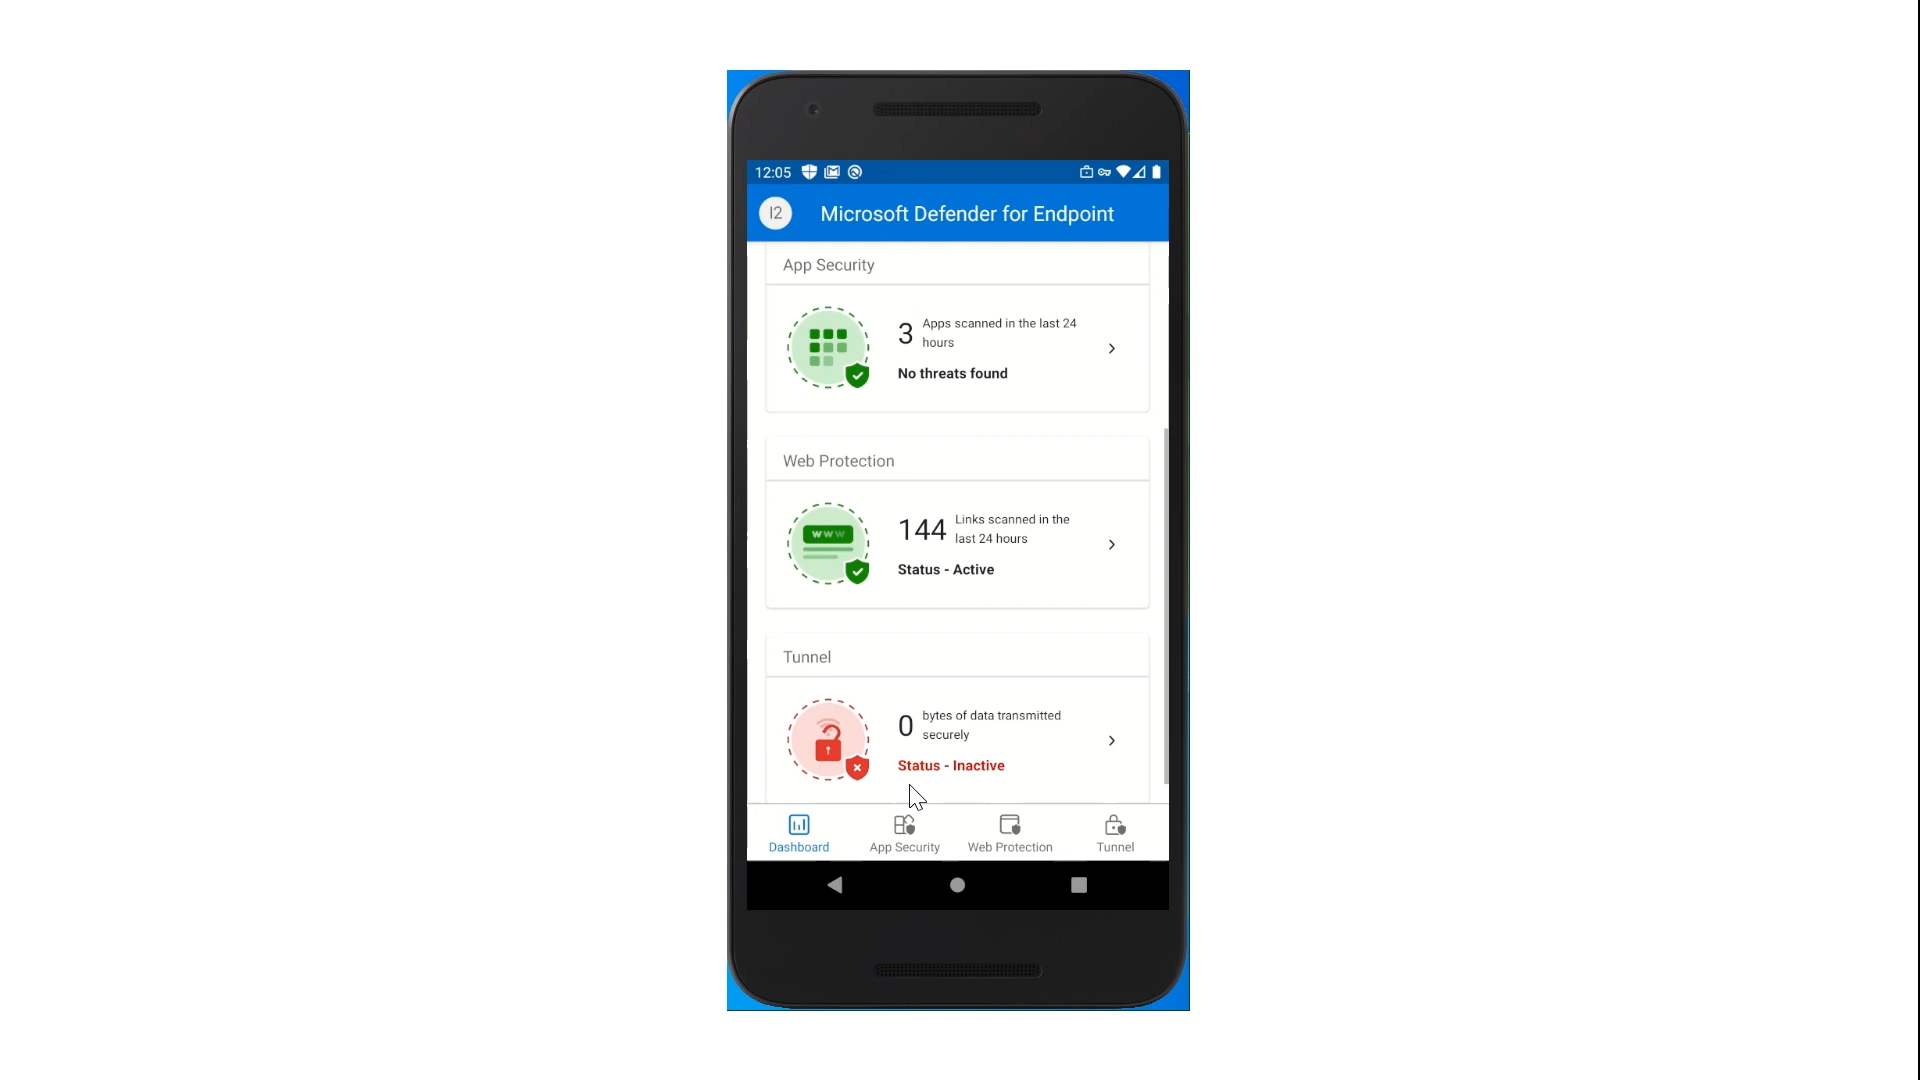 12:05
I2
Microsoft Defender for Endpoint
App Security
3 Apps scanned in the last 24
hours
No threats found
Web Protection
www
144 Links scanned in the
last 24 hours
Status - Active
Tunnel
0 bytes of data transmitted
securely
Status - Inactive
Dashboard App Security Web Protection Tunnel